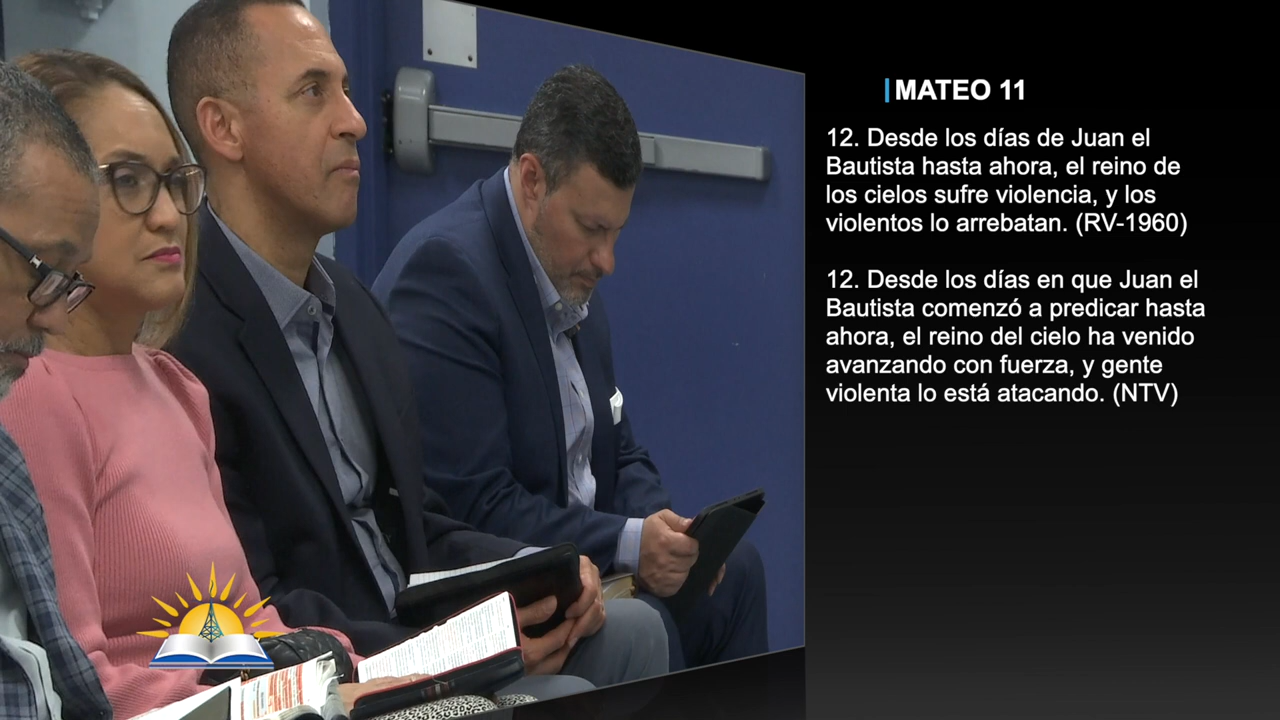 MATEO 11
12. Desde los días de Juan el
Bautista hasta ahora, el reino de
los cielos sufre violencia, y los
violentos lo arrebatan. (RV-1960)
12. Desde los días en que Juan el
Bautista comenzó a predicar hasta
ahora, el reino del cielo ha venido
avanzando con fuerza, y gente
violenta lo está atacando. (NTV)